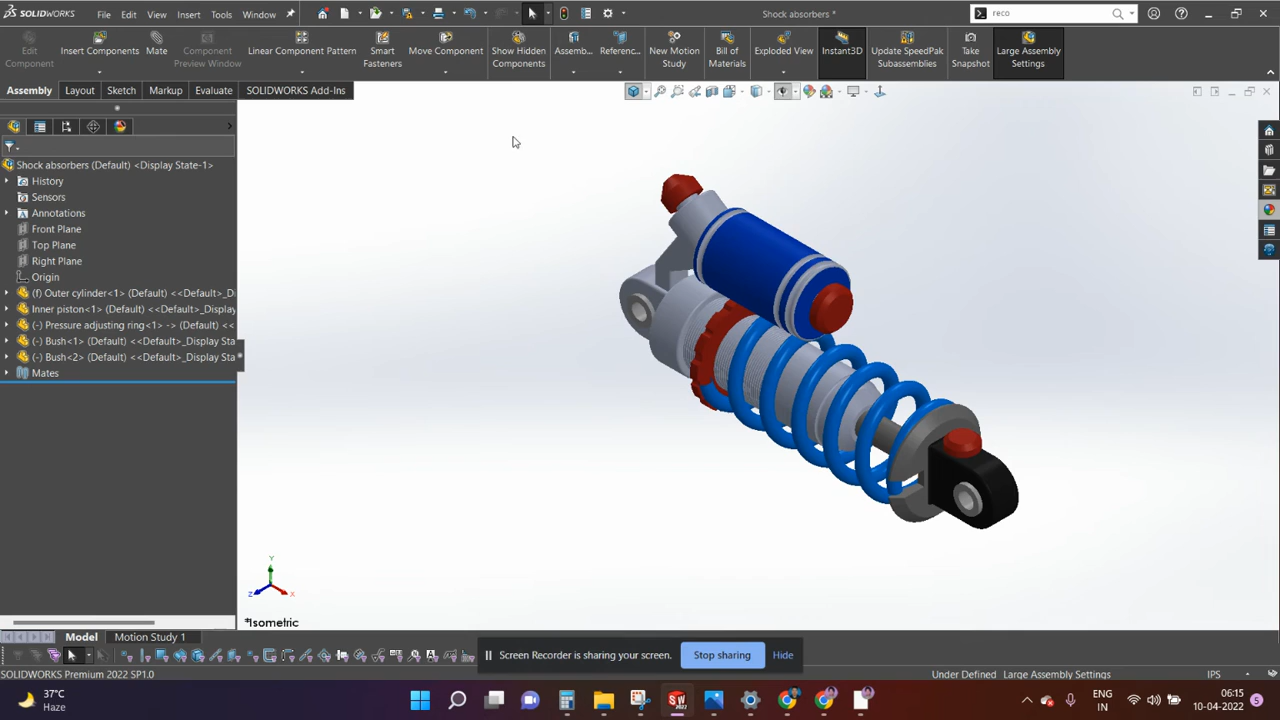 SOLIDWORKS File Edit View Insert Tools Window Shock absorbers * reco
Edit Component Insert Components Mate Component Preview Window Linear Component Pattern Smart Fasteners Move Component Show Hidden Components Assemb... Referenc... New Motion Study Bill of Materials Exploded View Instant3D Update SpeedPak Subassemblies Take Snapshot Large Assembly Settings
Assembly Layout Sketch Markup Evaluate SOLIDWORKS Add-Ins
Shock absorbers (Default) <Display State-1>
History
Sensors
Annotations
Front Plane
Top Plane
Right Plane
Origin
(f) Outer cylinder<1> (Default) <<Default>_D
Inner piston<1> (Default) <<Default>_Display
(-) Pressure adjusting ring<1> -> (Default) <<
(-) Bush<1> (Default) <<Default>_Display Sta
(-) Bush<2> (Default) <<Default>_Display Sta
Mates
Y
Z X
*Isometric
Model Motion Study 1
Screen Recorder is sharing your screen. Stop sharing Hide
SOLIDWORKS Premium 2022 SP1.0 Under Defined Large Assembly Settings IPS
37°C
Haze
ENG
IN
06:15
10-04-2022
5